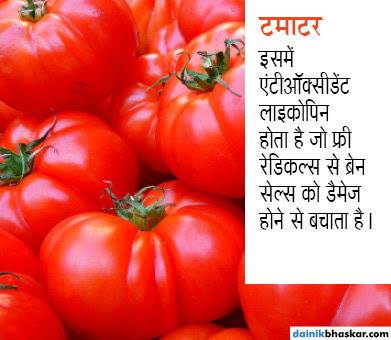 टमाटर
इसमें
एंटीऑक्सीडेंट
लाइकोपिन
होता है जो फ्री
रेडिकल्स से ब्रेन
सेल्स को डैमेज
होने से बचाता है।
dainikbhaskar.com